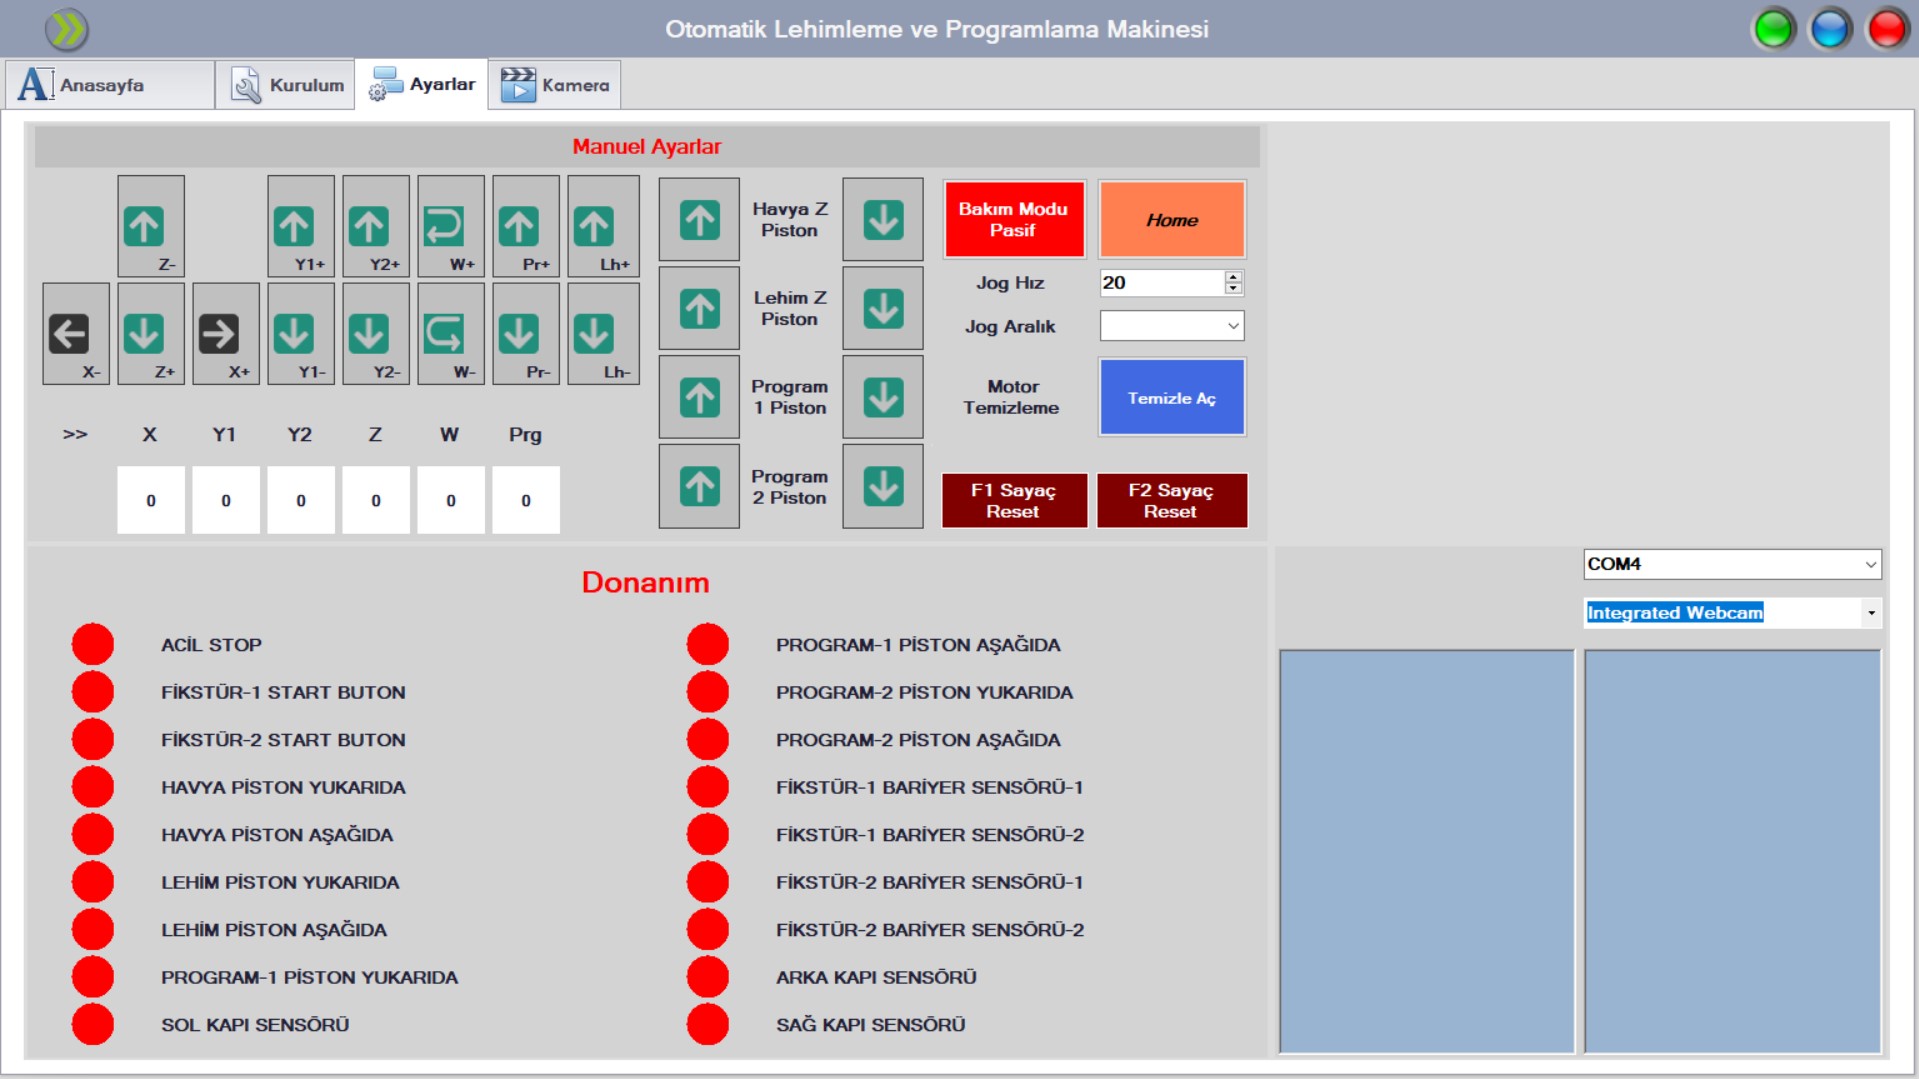 Otomatik Lehimleme ve Programlama Makinesi
Anasayfa
Kurulum
Ayarlar
Kamera
Manuel Ayarlar
Z-
Y1+
Y2+
W+
Pr+
Lh+
X-
Z+
X+
Y1-
Y2-
W-
Pr-
Lh-
>>
X
Y1
Y2
Z
W
Prg
0
0
0
0
0
0
Havya Z
Piston
Lehim Z
Piston
Program
1 Piston
Program
2 Piston
Bakım Modu
Pasif
Home
Jog Hız
20
Jog Aralık
Motor
Temizleme
Temizle Aç
F1 Sayaç
Reset
F2 Sayaç
Reset
Donanım
ACİL STOP
FİKSTÜR-1 START BUTON
FİKSTÜR-2 START BUTON
HAVYA PİSTON YUKARIDA
HAVYA PİSTON AŞAĞIDA
LEHİM PİSTON YUKARIDA
LEHİM PİSTON AŞAĞIDA
PROGRAM-1 PİSTON YUKARIDA
SOL KAPI SENSÖRÜ
PROGRAM-1 PİSTON AŞAĞIDA
PROGRAM-2 PİSTON YUKARIDA
PROGRAM-2 PİSTON AŞAĞIDA
FİKSTÜR-1 BARİYER SENSÖRÜ-1
FİKSTÜR-1 BARİYER SENSÖRÜ-2
FİKSTÜR-2 BARİYER SENSÖRÜ-1
FİKSTÜR-2 BARİYER SENSÖRÜ-2
ARKA KAPI SENSÖRÜ
SAĞ KAPI SENSÖRÜ
COM4
Integrated Webcam